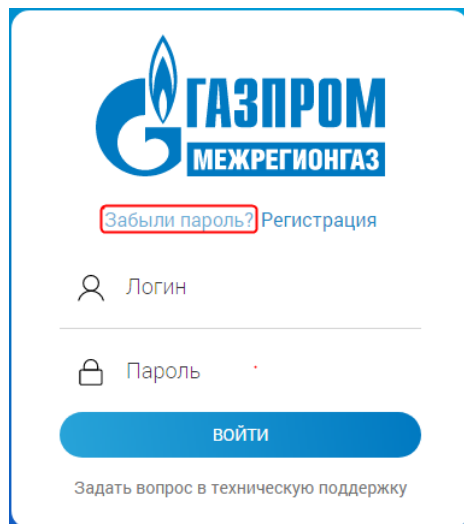 ГАЗПРОМ
МЕЖРЕГИОНГАЗ
Забыли пароль? Регистрация
Логин
Пароль
ВОЙТИ
Задать вопрос в техническую поддержку